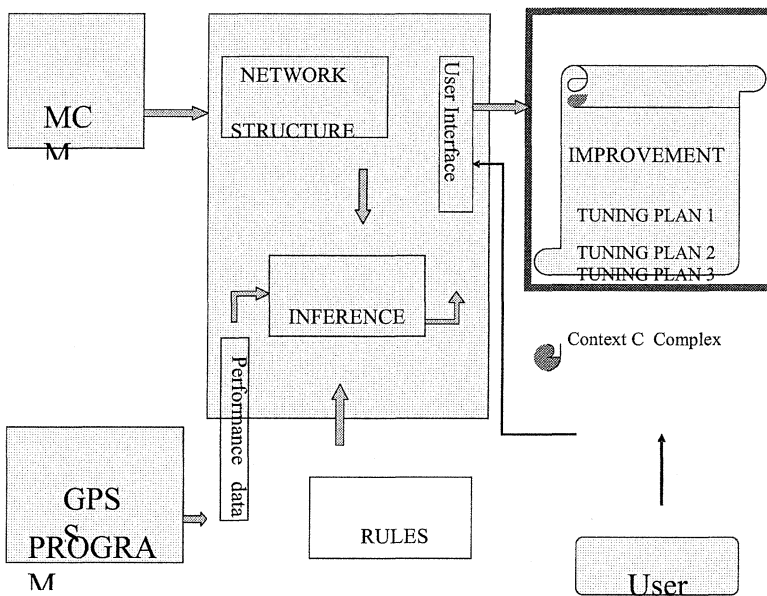 MC
M
NETWORK
STRUCTURE
User Interface
IMPROVEMENT
TUNING PLAN 1
TUNING PLAN 2
TUNING PLAN 3
INFERENCE
Performance data
Context C Complex
GPS
S
PROGRA
M
RULES
User